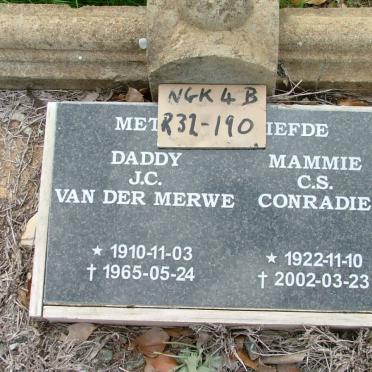 NGK 4 B
R32-190
MET IEFDE
DADDY
J.C.
VAN DER MERWE
★ 1910-11-03
† 1965-05-24
MAMMIE
C.S.
CONRADIE
★ 1922-11-10
† 2002-03-23